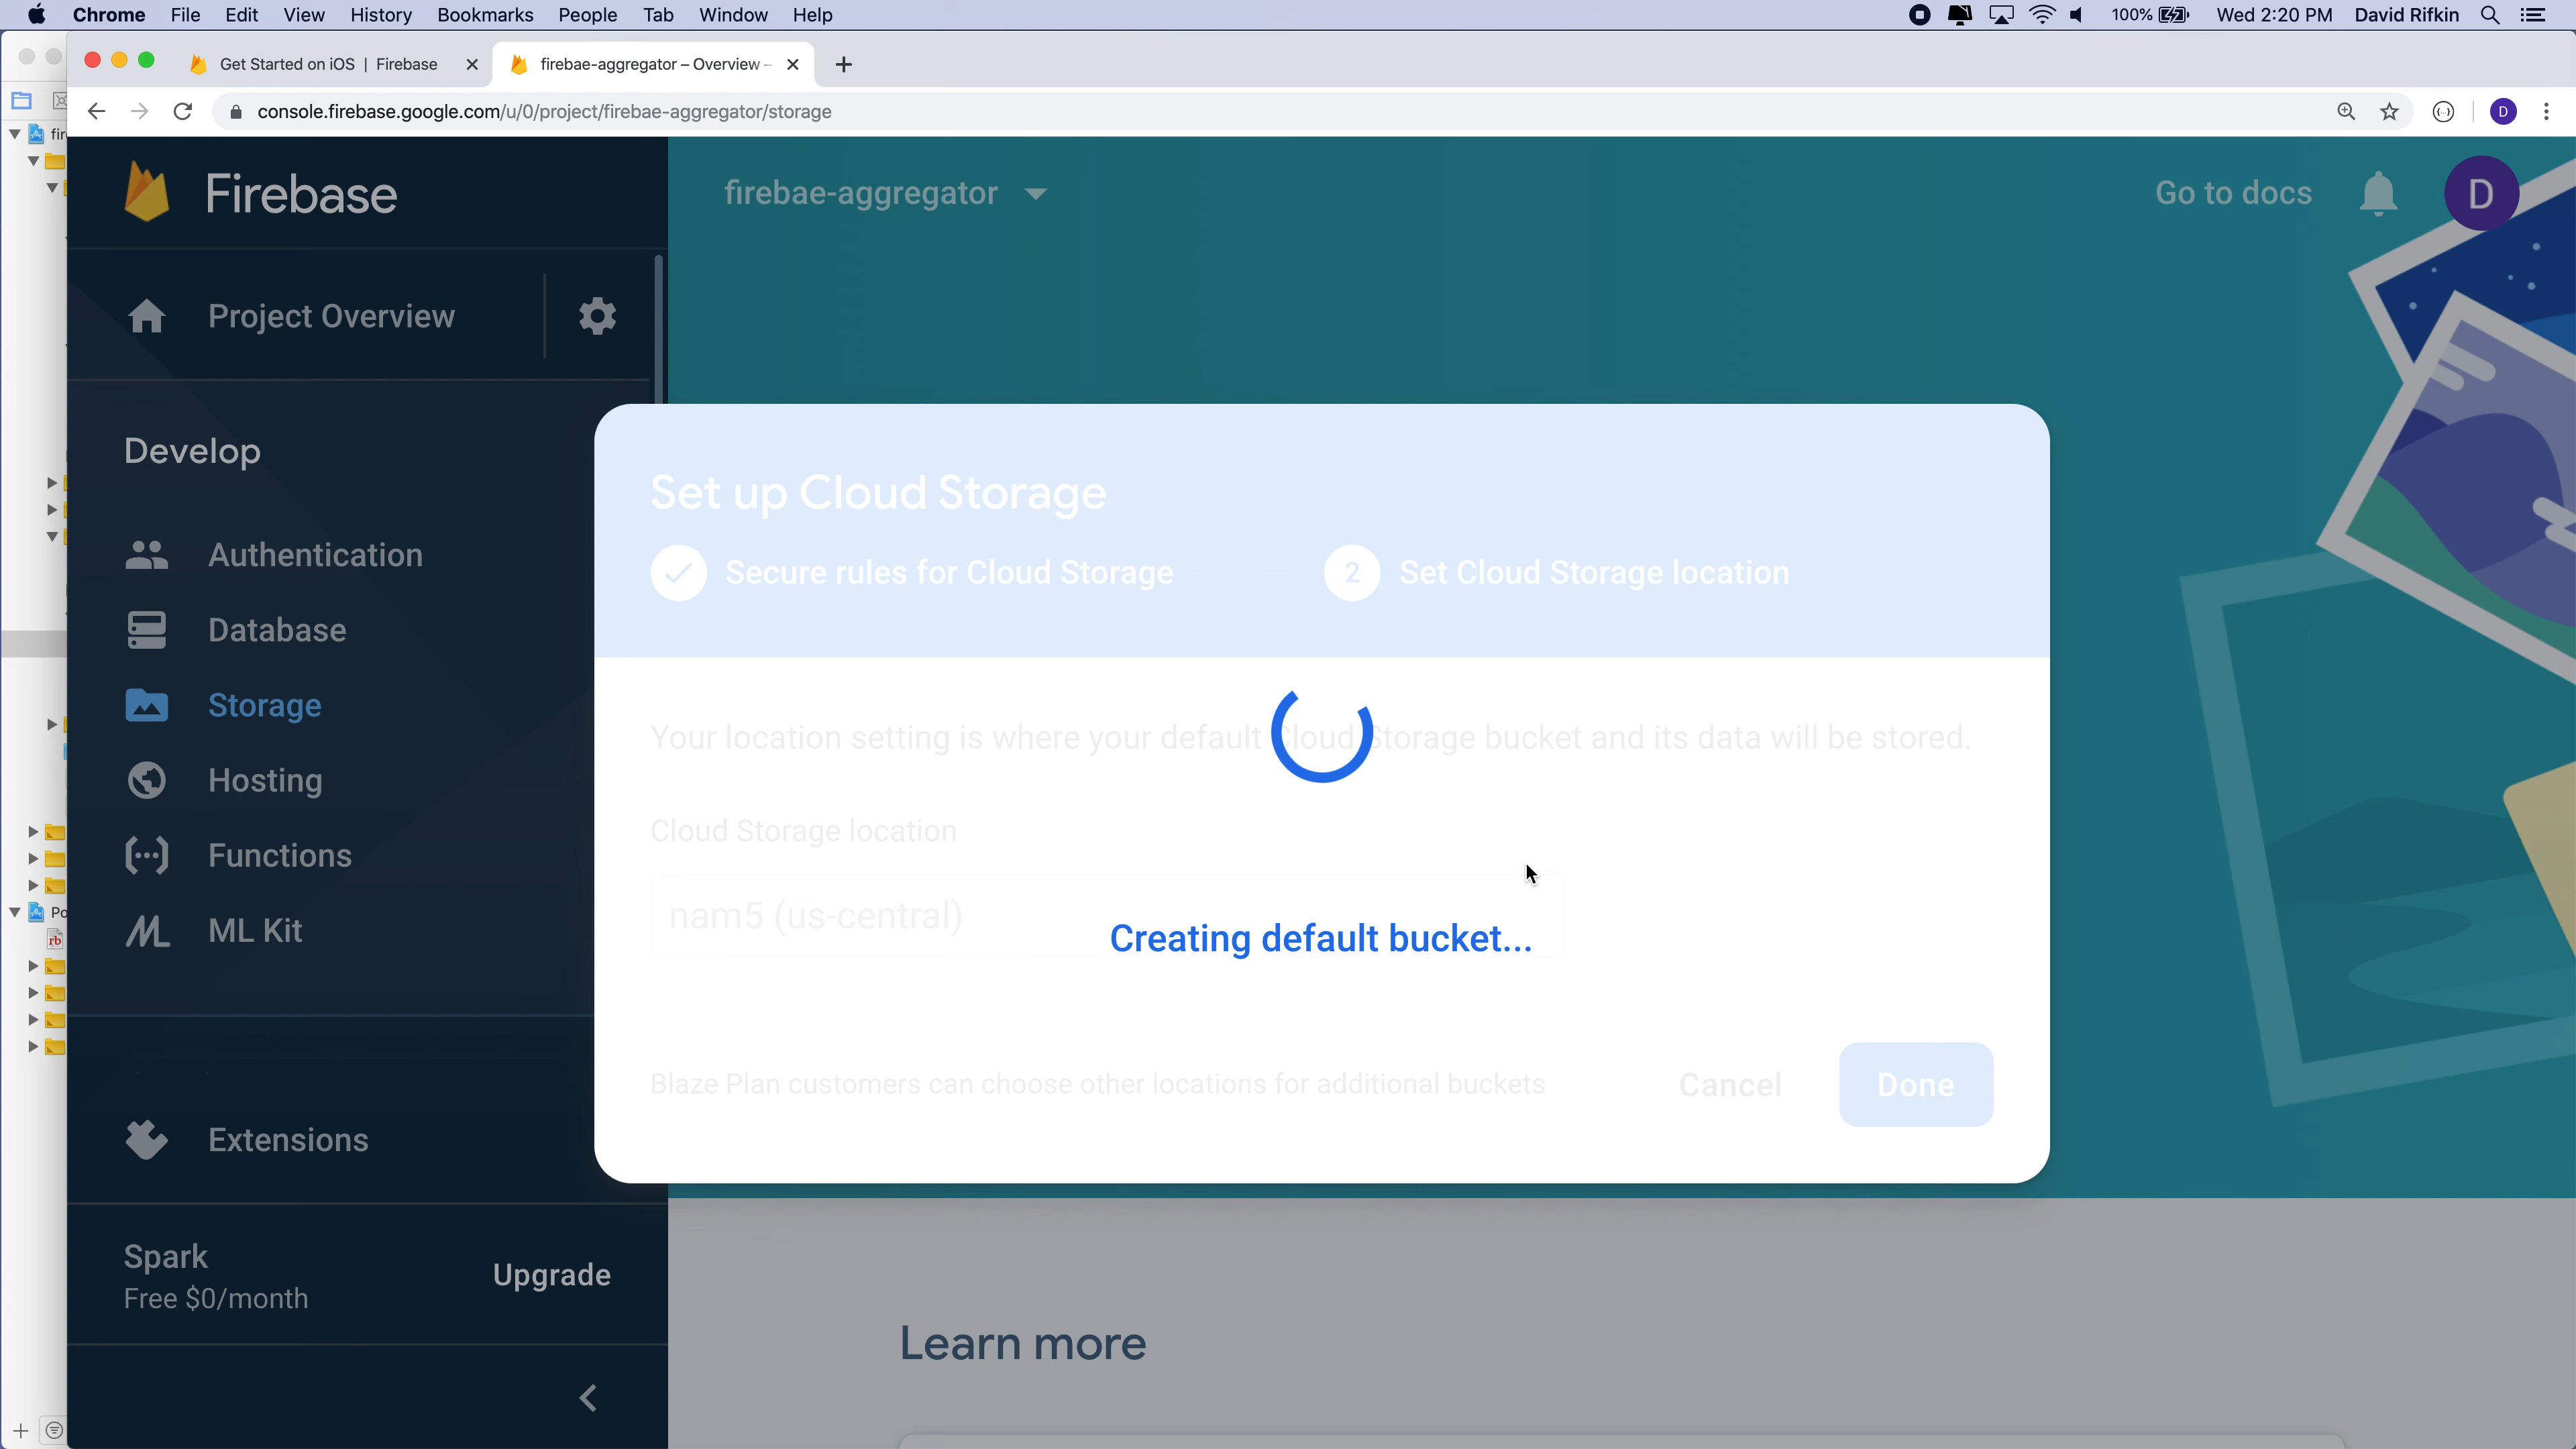 Chrome File Edit View History Bookmarks People Tab Window Help 100% Wed 2:20 PM David Rifkin
Get Started on iOS | Firebase
firebae-aggregator – Overview –
console.firebase.google.com/u/0/project/firebae-aggregator/storage
D
fir
Firebase
firebae-aggregator
Go to docs
D
Project Overview
Develop
Authentication
Database
Storage
Hosting
Functions
ML Kit
Extensions
Spark
Free $0/month
Upgrade
Po
rb
Set up Cloud Storage
Secure rules for Cloud Storage
2 Set Cloud Storage location
Your location setting is where your default Cloud Storage bucket and its data will be stored.
Cloud Storage location
nam5 (us-central)
Creating default bucket...
Blaze Plan customers can choose other locations for additional buckets
Cancel
Done
Learn more